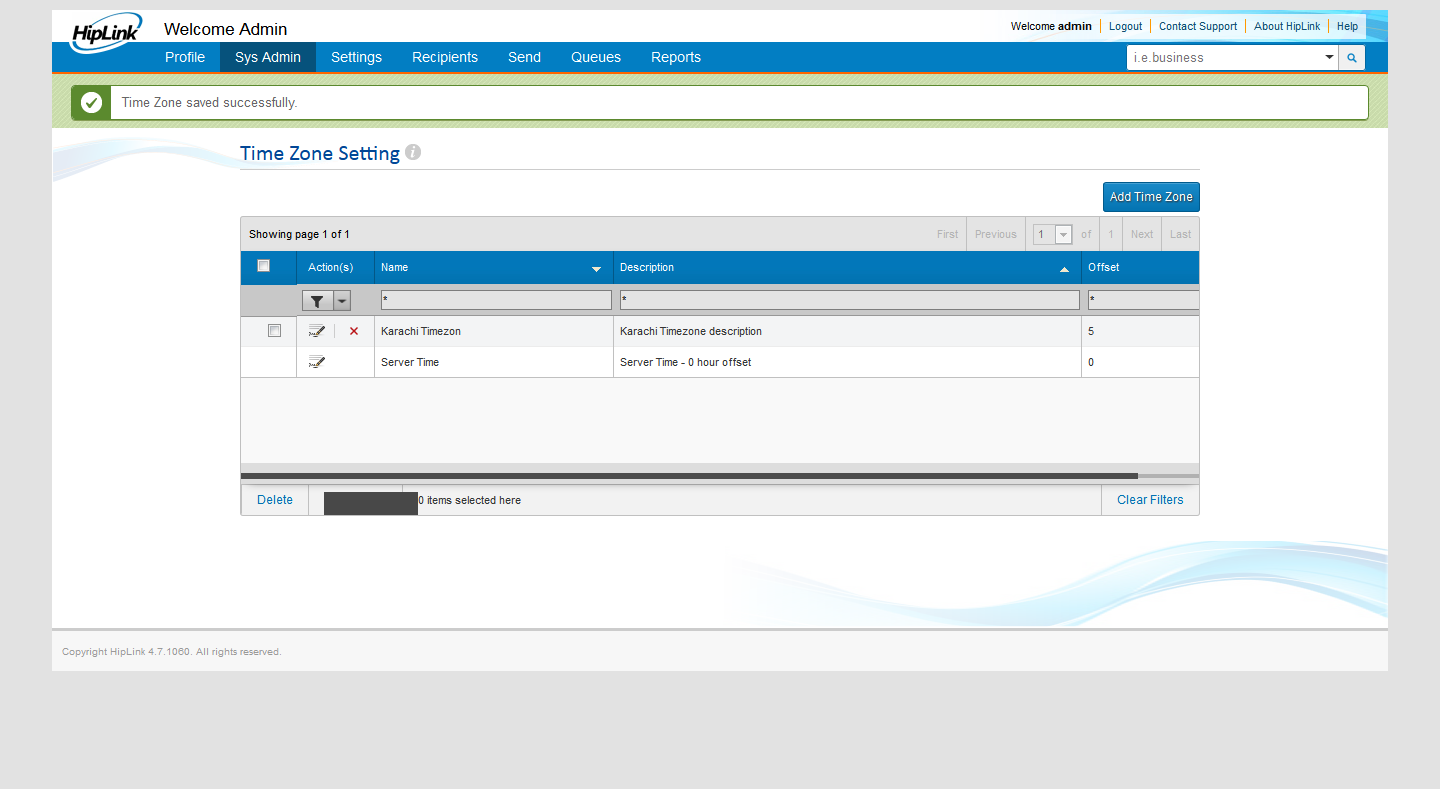 HipLink
Welcome Admin
Welcome admin Logout Contact Support About HipLink Help
Profile Sys Admin Settings Recipients Send Queues Reports i.e.business
Time Zone saved successfully.
Time Zone Setting i
Add Time Zone
Showing page 1 of 1 First Previous 1 of 1 Next Last
Action(s) Name Description Offset
* * *
Karachi Timezon Karachi Timezone description 5
Server Time Server Time - 0 hour offset 0
Delete 0 items selected here Clear Filters
Copyright HipLink 4.7.1060. All rights reserved.